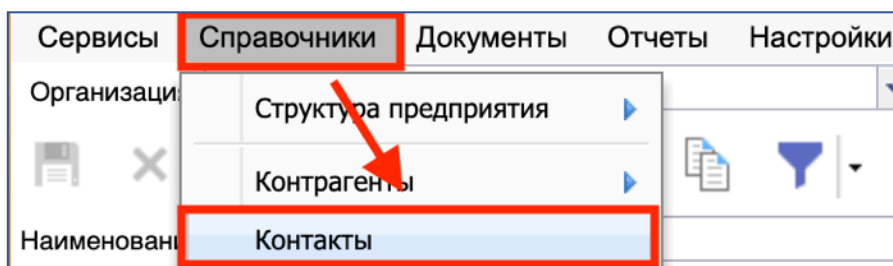 Сервисы Справочники Документы Отчеты Настройки
Организаци
Структура предприятия
Контрагенты
Наименовани
Контакты